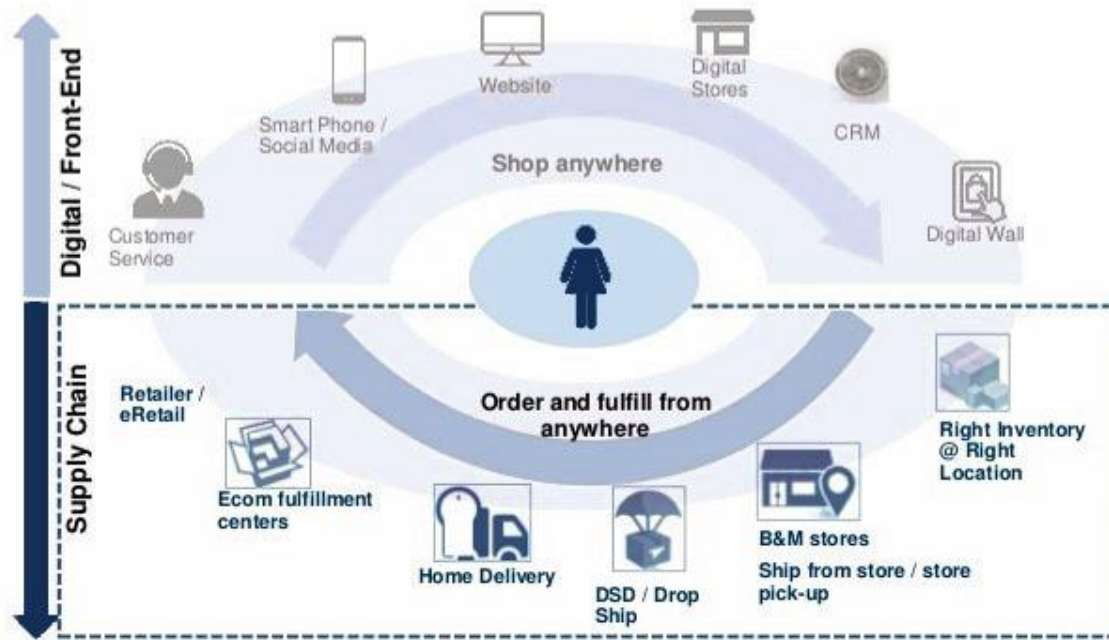 Digital / Front-End
Customer
Service
Smart Phone /
Social Media
Website
Digital
Stores
CRM
Digital Wall
Shop anywhere
Supply Chain
Retailer /
eRetail
Ecom fulfillment
centers
Home Delivery
DSD / Drop
Ship
B&M stores
Ship from store / store
pick-up
Right Inventory
@ Right
Location
Order and fulfill from
anywhere